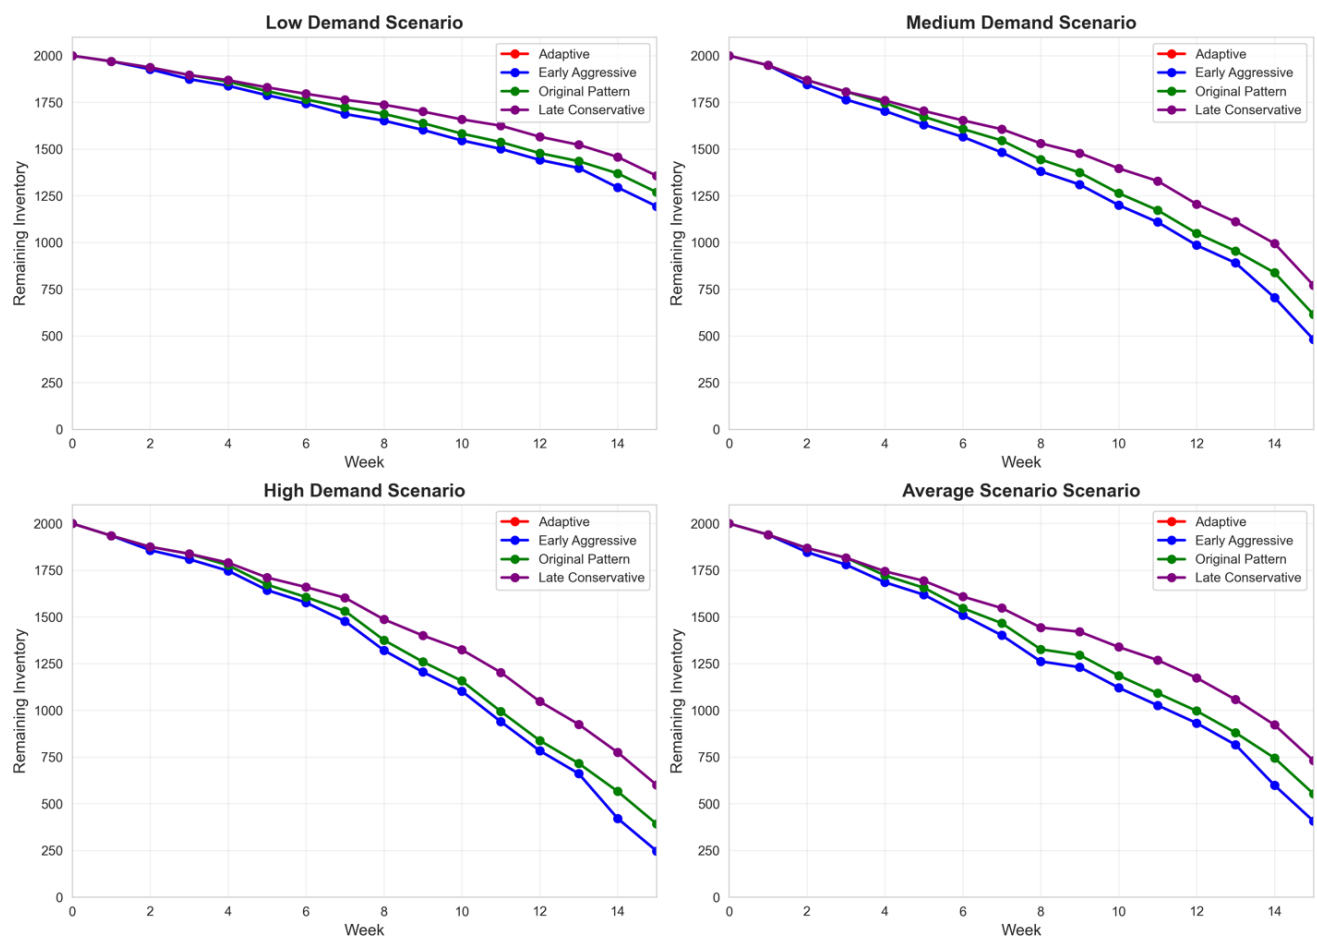 Low Demand Scenario
Remaining Inventory
2000
1750
1500
1250
1000
750
500
250
0
0 2 4 6 8 10 12 14
Week
Adaptive
Early Aggressive
Original Pattern
Late Conservative
Medium Demand Scenario
Remaining Inventory
2000
1750
1500
1250
1000
750
500
250
0
0 2 4 6 8 10 12 14
Week
Adaptive
Early Aggressive
Original Pattern
Late Conservative
High Demand Scenario
Remaining Inventory
2000
1750
1500
1250
1000
750
500
250
0
0 2 4 6 8 10 12 14
Week
Adaptive
Early Aggressive
Original Pattern
Late Conservative
Average Scenario Scenario
Remaining Inventory
2000
1750
1500
1250
1000
750
500
250
0
0 2 4 6 8 10 12 14
Week
Adaptive
Early Aggressive
Original Pattern
Late Conservative